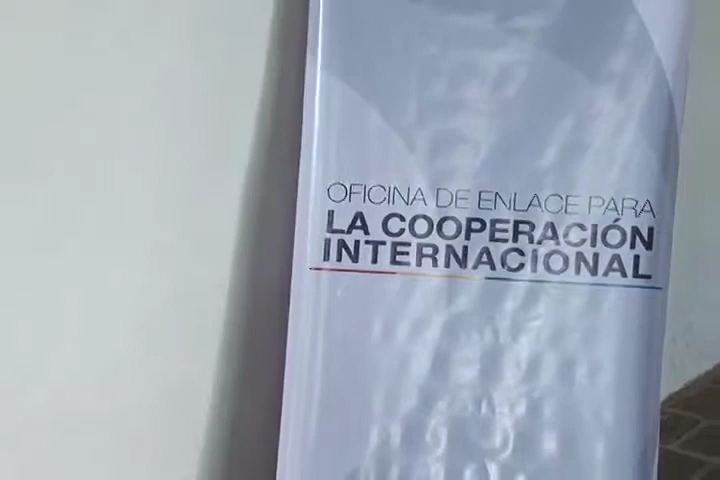 OFICINA DE ENLACE PARA
LA COOPERACIÓN
INTERNACIONAL